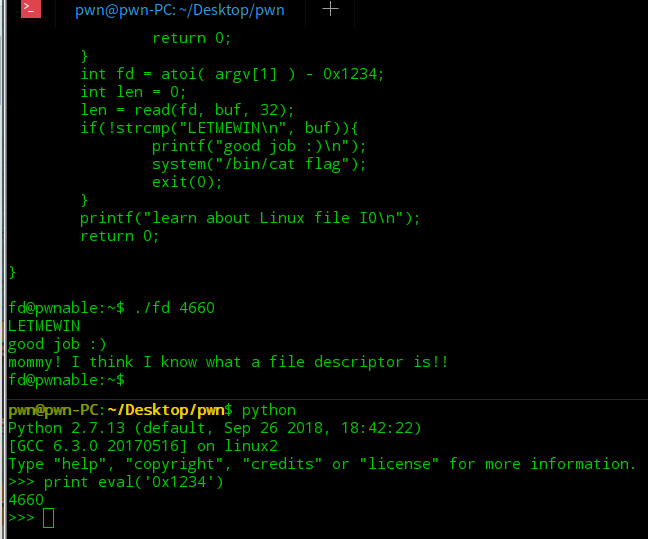 >_ pwn@pwn-PC: ~/Desktop/pwn +
return 0;
}
int fd = atoi( argv[1] ) - 0x1234;
int len = 0;
len = read(fd, buf, 32);
if(!strcmp("LETMEWIN\n", buf)){
printf("good job :)\n");
system("/bin/cat flag");
exit(0);
}
printf("learn about Linux file IO\n");
return 0;
}
fd@pwnable:~$ ./fd 4660
LETMEWIN
good job :)
mommy! I think I know what a file descriptor is!!
fd@pwnable:~$
pwn@pwn-PC:~/Desktop/pwn$ python
Python 2.7.13 (default, Sep 26 2018, 18:42:22)
[GCC 6.3.0 20170516] on linux2
Type "help", "copyright", "credits" or "license" for more information.
>>> print eval('0x1234')
4660
>>>